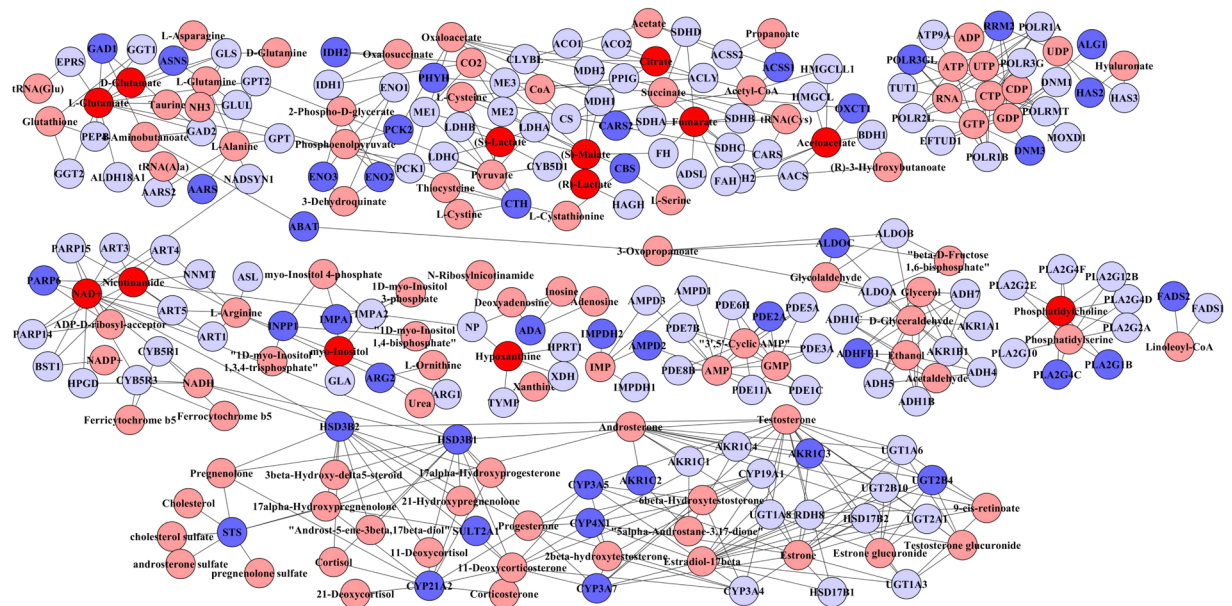 GAD1
GGT1
L-Asparagine
EPRS
D-Glutamate
ASNS
GLS
D-Glutamine
tRNA(Glu)
L-Glutamine
GPT2
L-Glutamate
Taurine
NH3
GLUL
Glutathione
PEPB
B-Aminobutanoate
GAD2
GPT
L-Alanine
tRNA(Ala)
GGT2
ALDH18A1
AARS2
AARS
NADSYN1
ABAT
Oxaloacetate
Acetate
SDHD
Propanoate
IDH2
Oxalosuccinate
CLYBL
ACO1
ACO2
ACSS2
ACSS1
IDH1
PHYH
CO2
Citrate
ENO1
ME3
MDH2
PPIG
ACLY
HMGCLL1
L-Cysteine
CoA
Succinate
Acetyl-CoA
HMGCL
2-Phospho-D-glycerate
ME1
ME2
MDH1
OXCT1
PCK2
LDHB
LDHA
CS
CARS2
SDHA
Fumarate
SDHB
tRNA(Cys)
Phosphoenolpyruvate
(S)-Lactate
(S)-Malate
Acetoacetate
BDH1
LDHC
CYB5D1
FH
SDHC
CARS
ENO3
ENO2
PCK1
Pyruvate
(R)-Lactate
CBS
ADSL
FAH
AACS
(R)-3-Hydroxybutanoate
3-Dehydroquinate
Thiocysteine
L-Cystine
CTH
L-Cystathionine
HAGH
L-Serine
ATP9A
ADP
RRM2
POLR1A
UDP
ALG1
POLR3GL
ATP
UTP
POLR3G
Hyaluronate
TUT1
RNA
CTP
CDP
DNM1
HAS2
HAS3
POLR2L
GTP
GDP
POLRMT
EFTUD1
MOXD1
POLR1B
DNM3
PARP15
ART3
ART4
PARP6
NAD+
Nicotinamide
NNMT
ASL
PARP14
ADP-D-ribosyl-acceptor
ART5
L-Arginine
BST1
CYB5R1
ART1
NADP+
HPGD
CYB5R3
NADH
Ferricytochrome b5
Ferrocytochrome b5
myo-Inositol 4-phosphate
1D-myo-Inositol
3-phosphate
INPP1
IMPA1
IMPA2
"1D-myo-Inositol
1,4-bisphosphate"
"1D-myo-Inositol
1,3,4-trisphosphate"
myo-Inositol
GLA
ARG2
L-Ornithine
ARG1
Urea
N-Ribosylnicotinamide
Deoxyadenosine
Inosine
Adenosine
NP
ADA
Hypoxanthine
HPRT1
XDH
Xanthine
TYMP
IMPDH2
IMP
IMPDH1
3-Oxopropanoate
AMPD3
AMPD1
AMPD2
PDE7B
PDE6H
PDE2A
PDE5A
"3',5'-Cyclic AMP"
PDE3A
PDE8B
AMP
GMP
PDE11A
PDE1C
ALDOC
ALDOB
"beta-D-Fructose
1,6-bisphosphate"
Glycolaldehyde
ALDOA
Glycerol
ADH7
ADH1C
D-Glyceraldehyde
AKR1A1
ADHFE1
Ethanol
AKR1B1
ADH5
Acetaldehyde
ADH4
ADH1B
PLA2G4F
PLA2G12B
PLA2G2E
PLA2G4D
Phosphatidylcholine
PLA2G2A
PLA2G10
Phosphatidylserine
PLA2G4C
PLA2G1B
FADS2
FADS1
Linoleoyl-CoA
HSD3B2
HSD3B1
Androsterone
Testosterone
Pregnenolone
3beta-Hydroxy-delta5-steroid
17alpha-Hydroxyprogesterone
AKR1C1
AKR1C4
AKR1C3
UGT1A6
Cholesterol
17alpha-Hydroxypregnenolone
21-Hydroxypregnenolone
CYP3A5
AKR1C2
CYP19A1
UGT2B10
UGT2B4
6beta-Hydroxytestosterone
9-cis-retinoate
cholesterol sulfate
STS
"Androst-5-ene-3beta,17beta-diol"
SULT2A1
Progesterone
CYP4X1
"5alpha-Androstane-3,17-dione"
UGT1A8
RDH8
HSD17B2
UGT2A1
androsterone sulfate
pregnenolone sulfate
Cortisol
11-Deoxycortisol
11-Deoxycorticosterone
2beta-hydroxytestosterone
Estradiol-17beta
Estrone
Estrone glucuronide
Testosterone glucuronide
21-Deoxycortisol
CYP21A2
Corticosterone
CYP3A7
CYP3A4
HSD17B1
UGT1A3